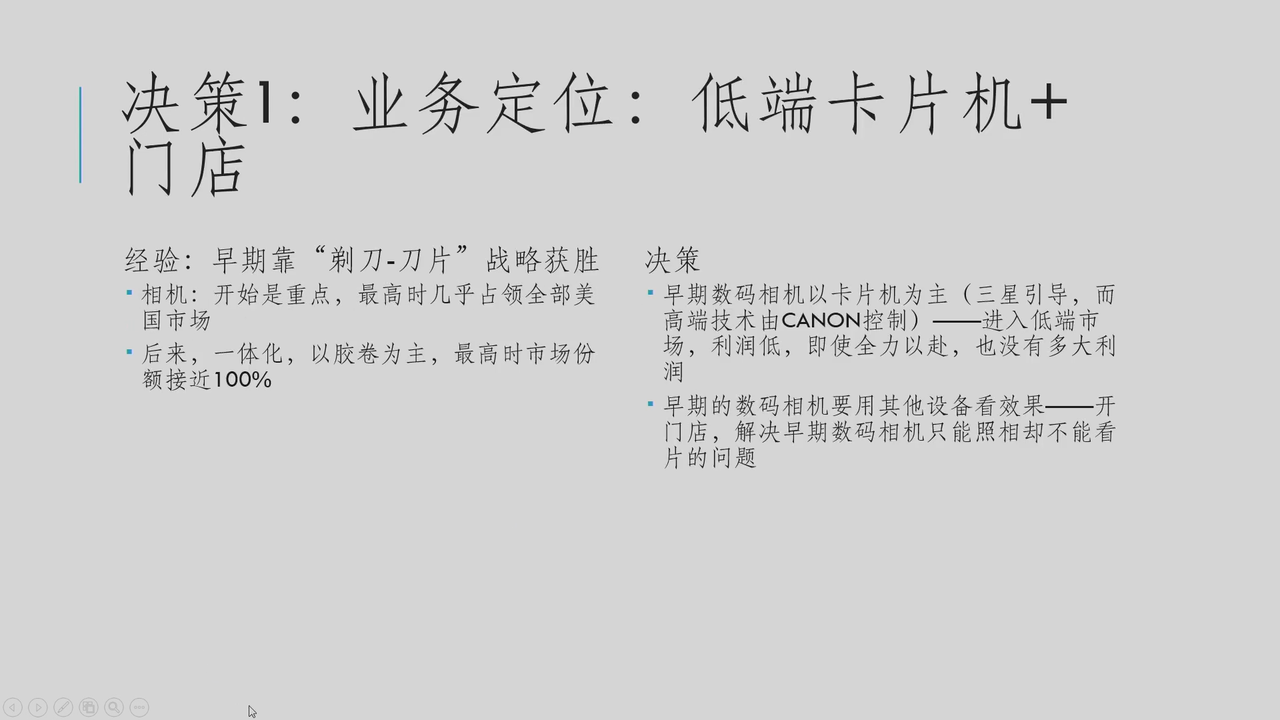 决策1：业务定位：低端卡片机+
门店
经验：早期靠“剃刀-刀片”战略获胜
相机：开始是重点，最高时几乎占领全部美
国市场
后来，一体化，以胶卷为主，最高时市场份
额接近100%
决策
早期数码相机以卡片机为主（三星引导，而
高端技术由CANON控制）——进入低端市
场，利润低，即使全力以赴，也没有多大利
润
早期的数码相机要用其他设备看效果——开
门店，解决早期数码相机只能照相却不能看
片的问题